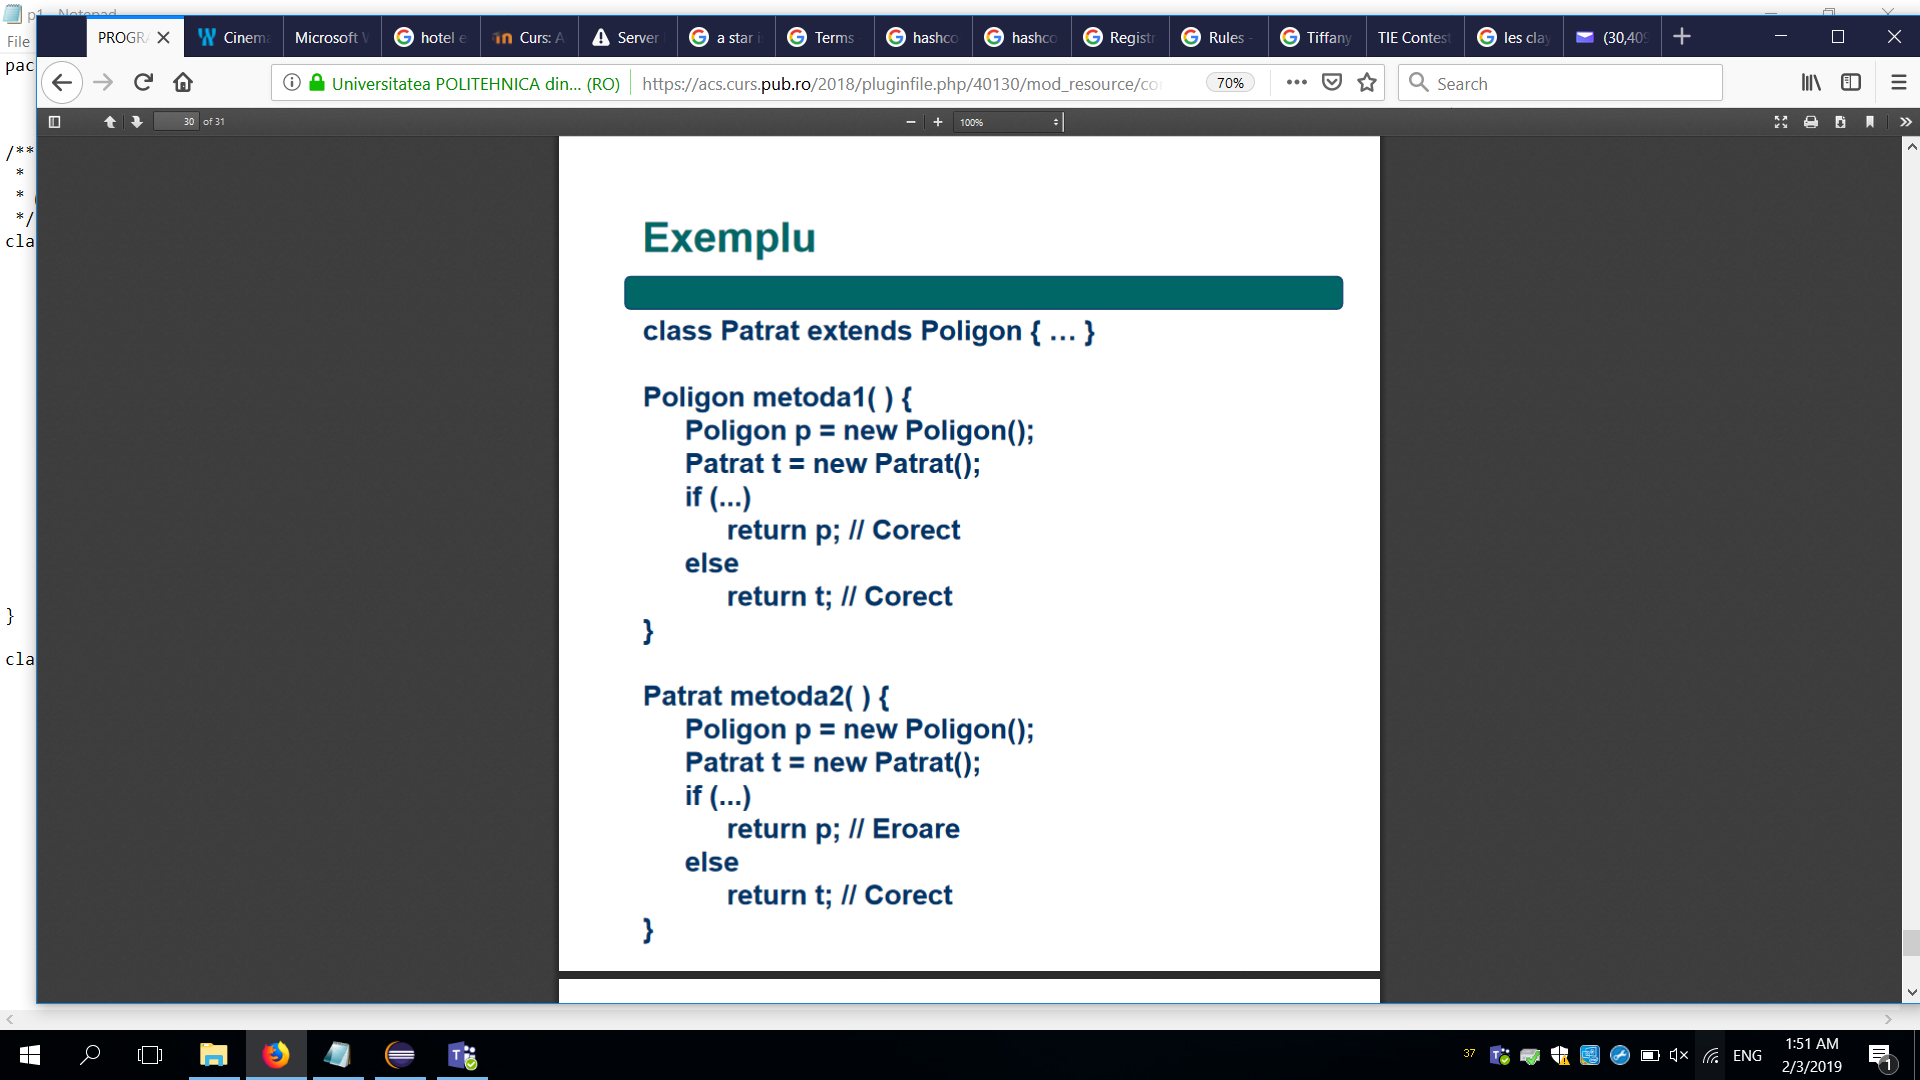 p1 - Notepad
File
PROGRA
Cinema
Microsoft W
hotel e
Curs: A
Server
a star i
Terms
hashco
hashco
Registr
Rules -
Tiffany
TIE Contest
les clay
(30,409
Universitatea POLITEHNICA din... (RO)
https://acs.curs.pub.ro/2018/pluginfile.php/40130/mod_resource/co
70%
Search
30 of 31
100%
pac
/**
*
*
*/
cla
}
cla
Exemplu
class Patrat extends Poligon { … }
Poligon metoda1( ) {
Poligon p = new Poligon();
Patrat t = new Patrat();
if (...)
return p; // Corect
else
return t; // Corect
}
Patrat metoda2( ) {
Poligon p = new Poligon();
Patrat t = new Patrat();
if (...)
return p; // Eroare
else
return t; // Corect
}
37
ENG
1:51 AM
2/3/2019
1